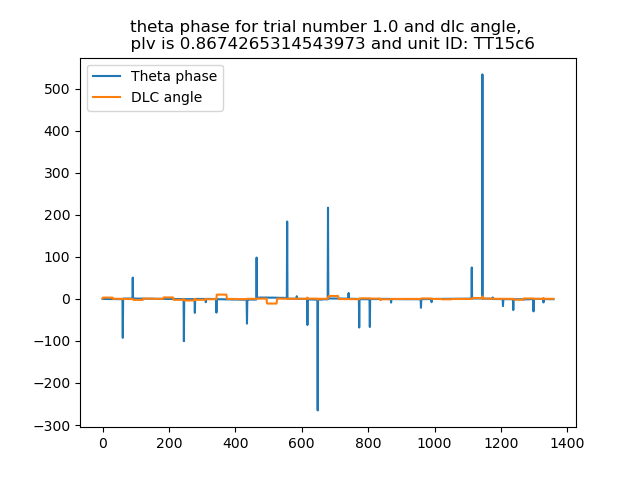 theta phase for trial number 1.0 and dlc angle,
plv is 0.8674265314543973 and unit ID: TT15c6
Theta phase
DLC angle
500
400
300
200
100
0
−100
−200
−300
0 200 400 600 800 1000 1200 1400